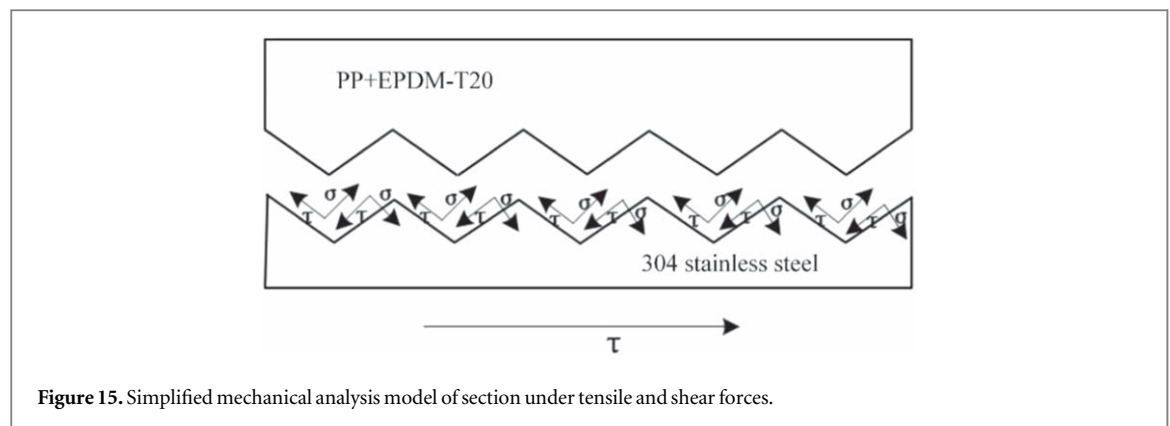 PP+EPDM-T20
σ σ σ σ σ σ σ σ σ σ
τ τ τ τ τ τ τ τ τ τ
304 stainless steel
τ
Figure 15. Simplified mechanical analysis model of section under tensile and shear forces.